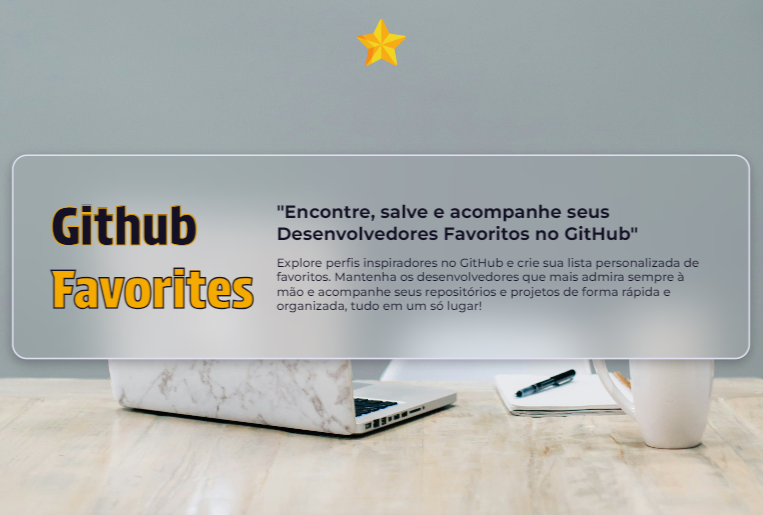 Github
Favorites
"Encontre, salve e acompanhe seus
Desenvolvedores Favoritos no GitHub"
Explore perfis inspiradores no GitHub e crie sua lista personalizada de
favoritos. Mantenha os desenvolvedores que mais admira sempre à
mão e acompanhe seus repositórios e projetos de forma rápida e
organizada, tudo em um só lugar!